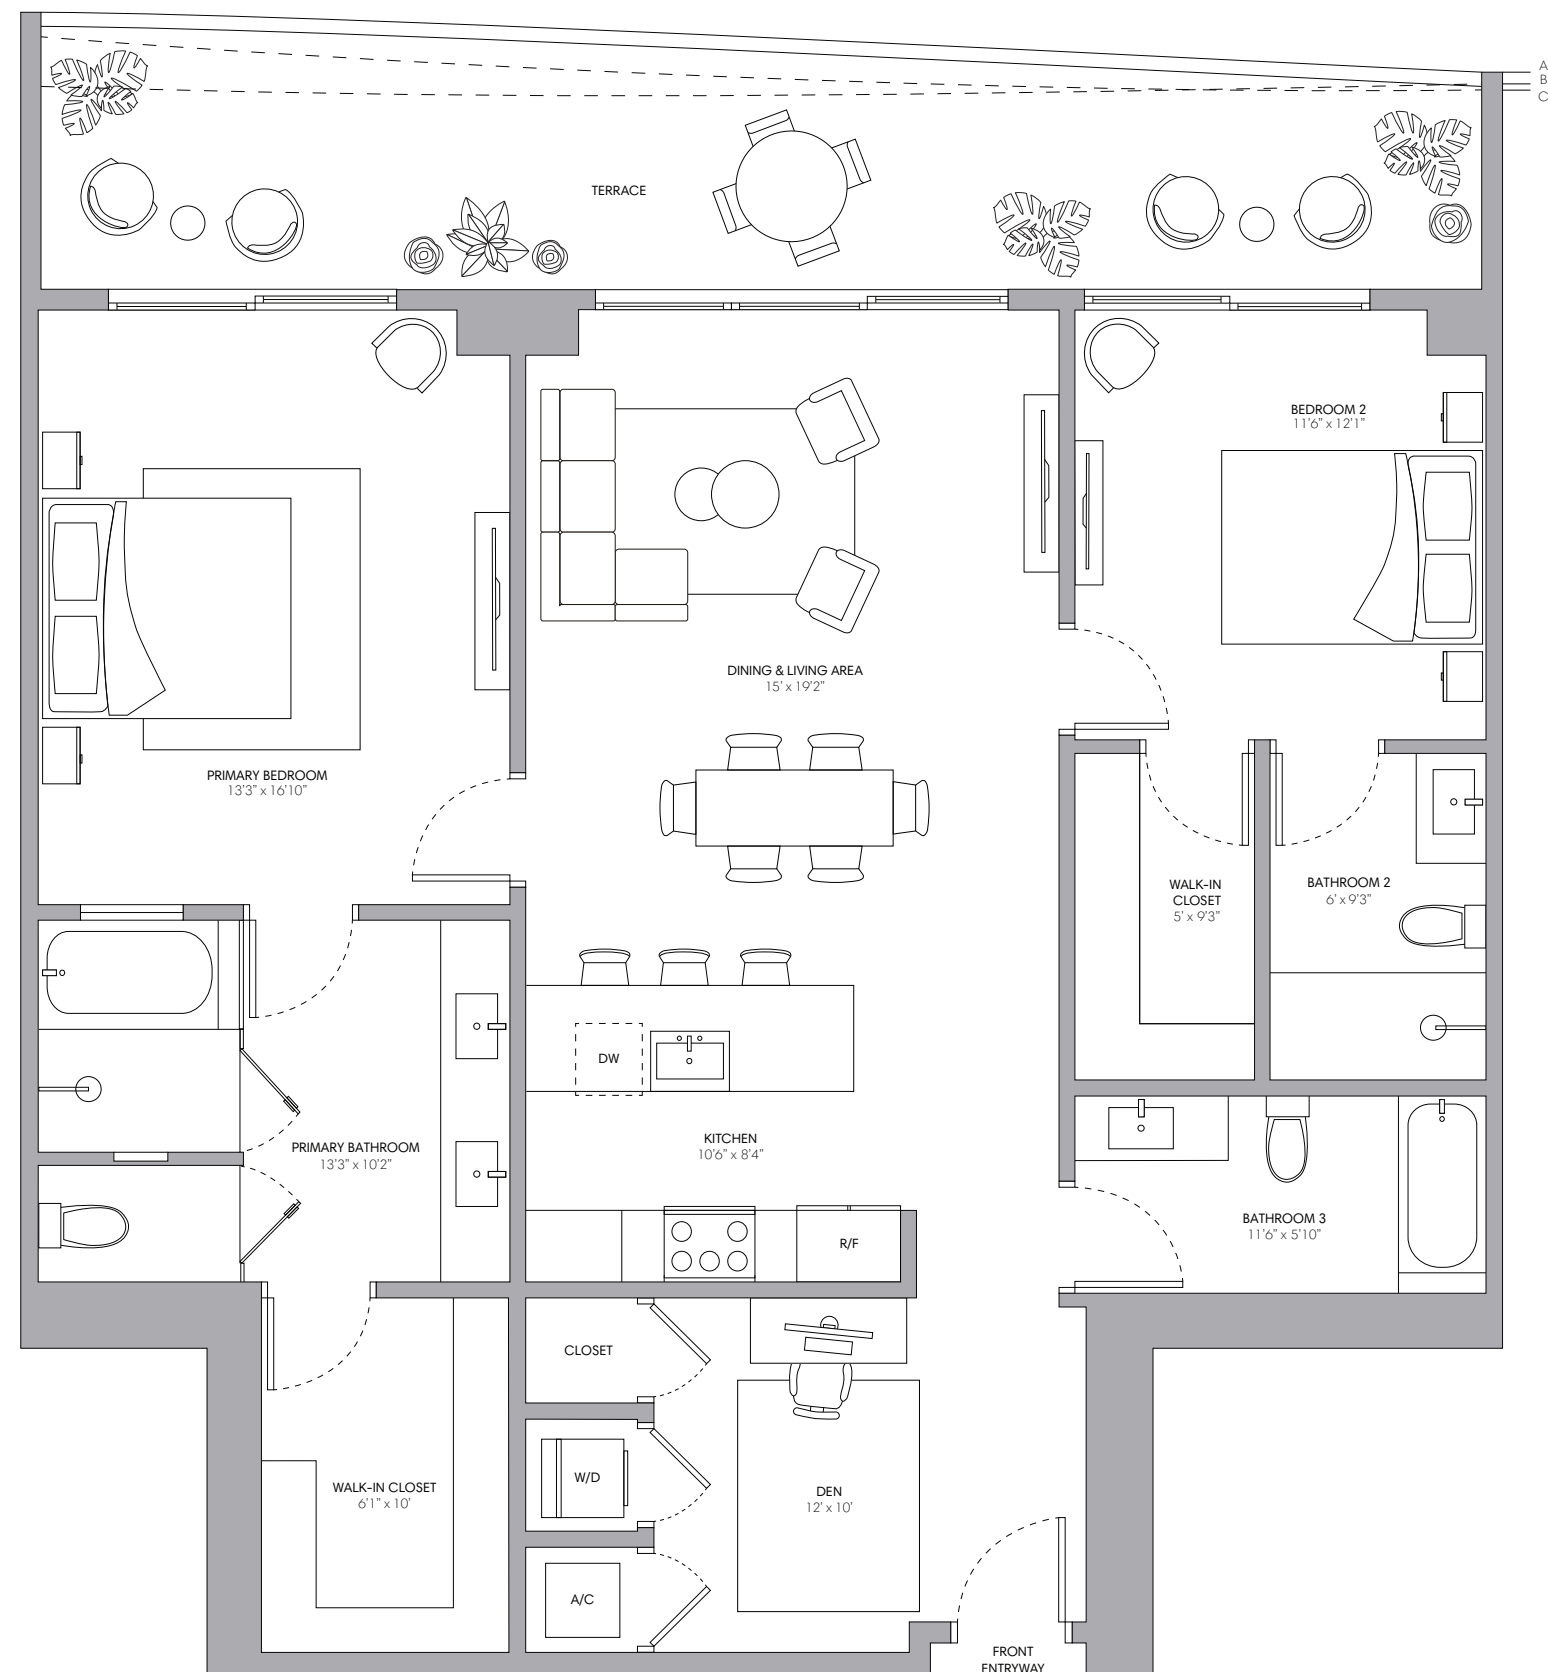 A
B
C
TERRACE
BEDROOM 2
11'6" x 12'1"
DINING & LIVING AREA
15' x 19'2"
PRIMARY BEDROOM
13'3" x 16'10"
WALK-IN
CLOSET
5' x 9'3"
BATHROOM 2
6' x 9'3"
DW
KITCHEN
10'6" x 8'4"
PRIMARY BATHROOM
13'3" x 10'2"
R/F
BATHROOM 3
11'6" x 5'10"
CLOSET
W/D
WALK-IN CLOSET
6'1" x 10'
DEN
12' x 10'
A/C
FRONT
ENTRYWAY